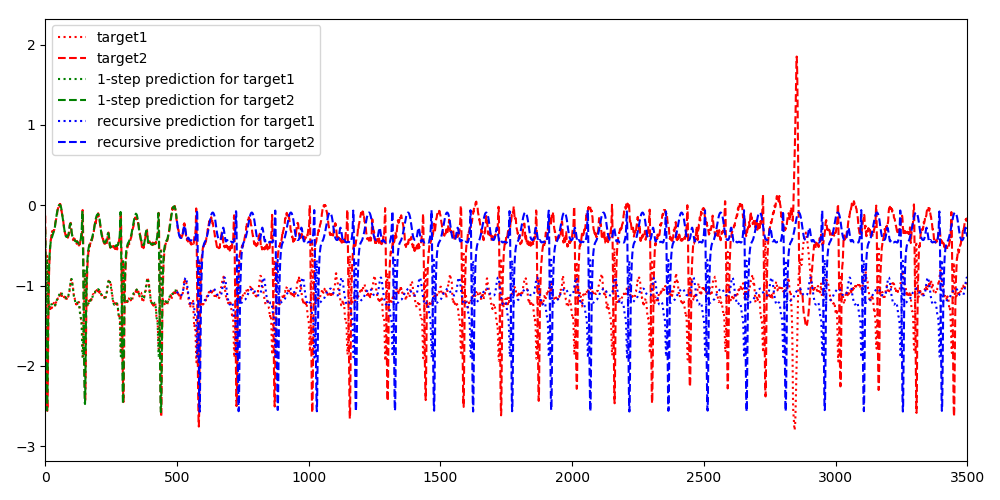 target1
target2
1-step prediction for target1
1-step prediction for target2
recursive prediction for target1
recursive prediction for target2
2
1
0
−1
−2
−3
0 500 1000 1500 2000 2500 3000 3500